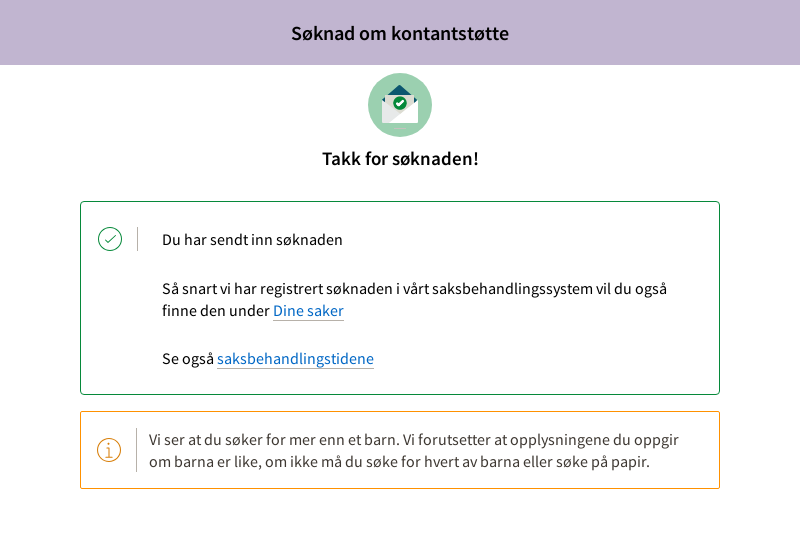 Søknad om kontantstøtte
Takk for søknaden!
Du har sendt inn søknaden
Så snart vi har registrert søknaden i vårt saksbehandlingssystem vil du også
finne den under Dine saker
Se også saksbehandlingstidene
Vi ser at du søker for mer enn et barn. Vi forutsetter at opplysningene du oppgir
om barna er like, om ikke må du søke for hvert av barna eller søke på papir.